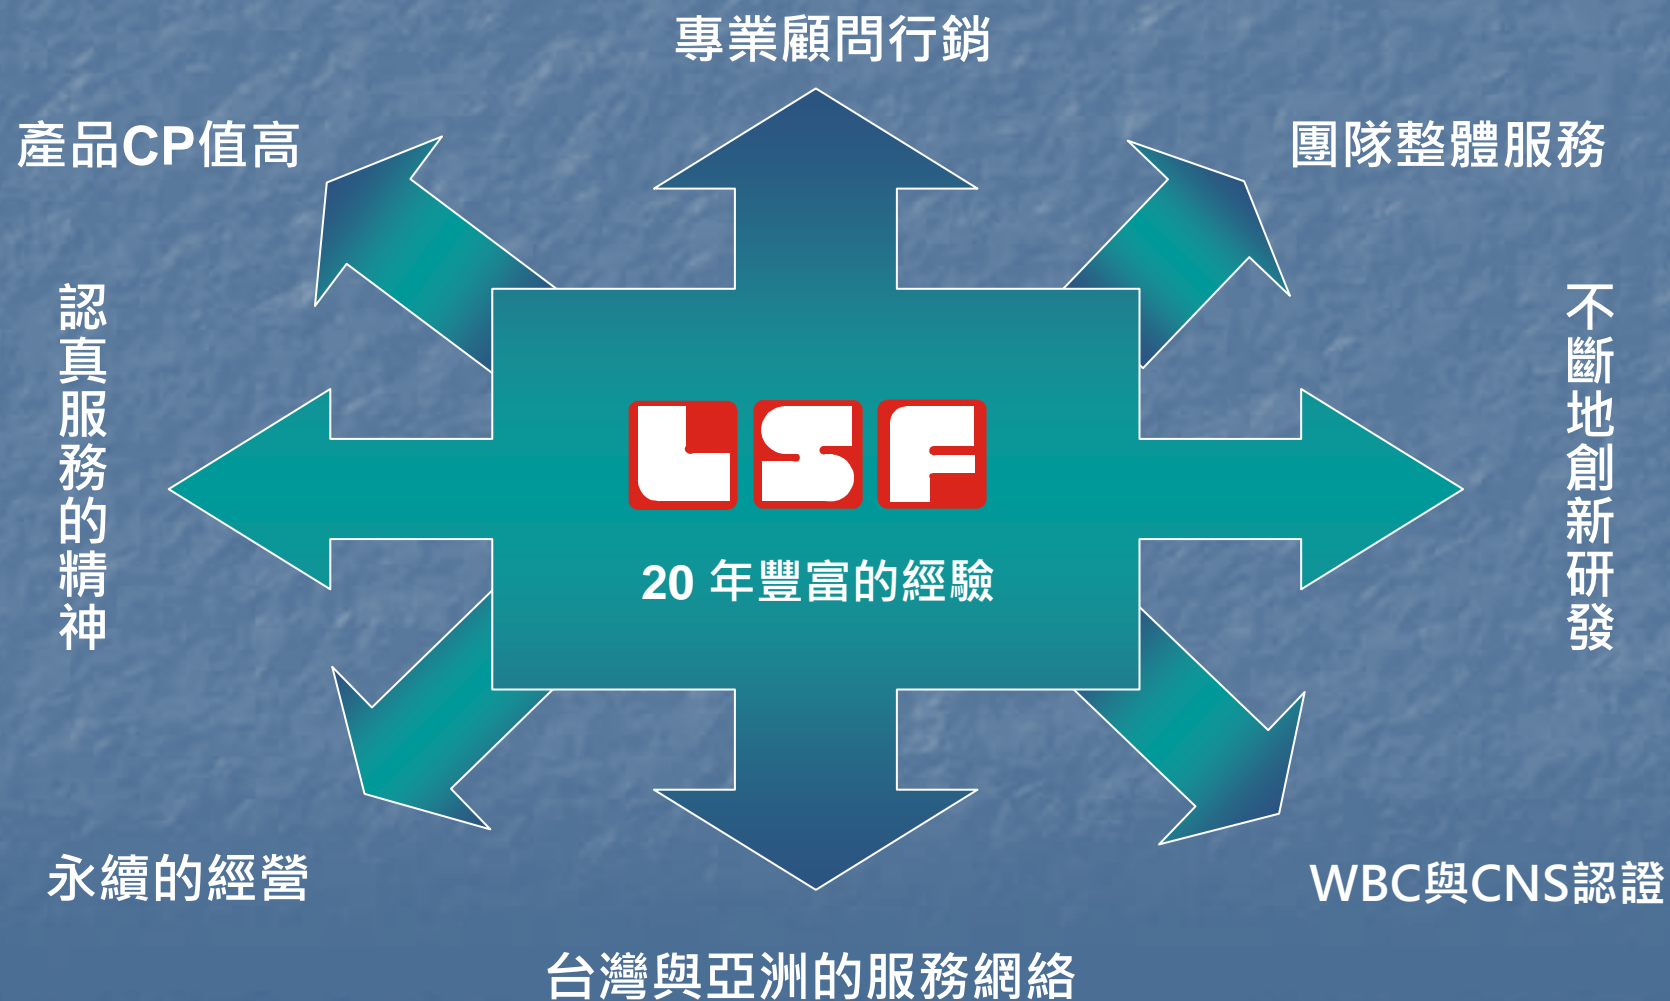 專業顧問行銷
產品CP值高
團隊整體服務
認真服務的精神
不斷地創新研發
LSF
20 年豐富的經驗
永續的經營
WBC與CNS認證
台灣與亞洲的服務網絡